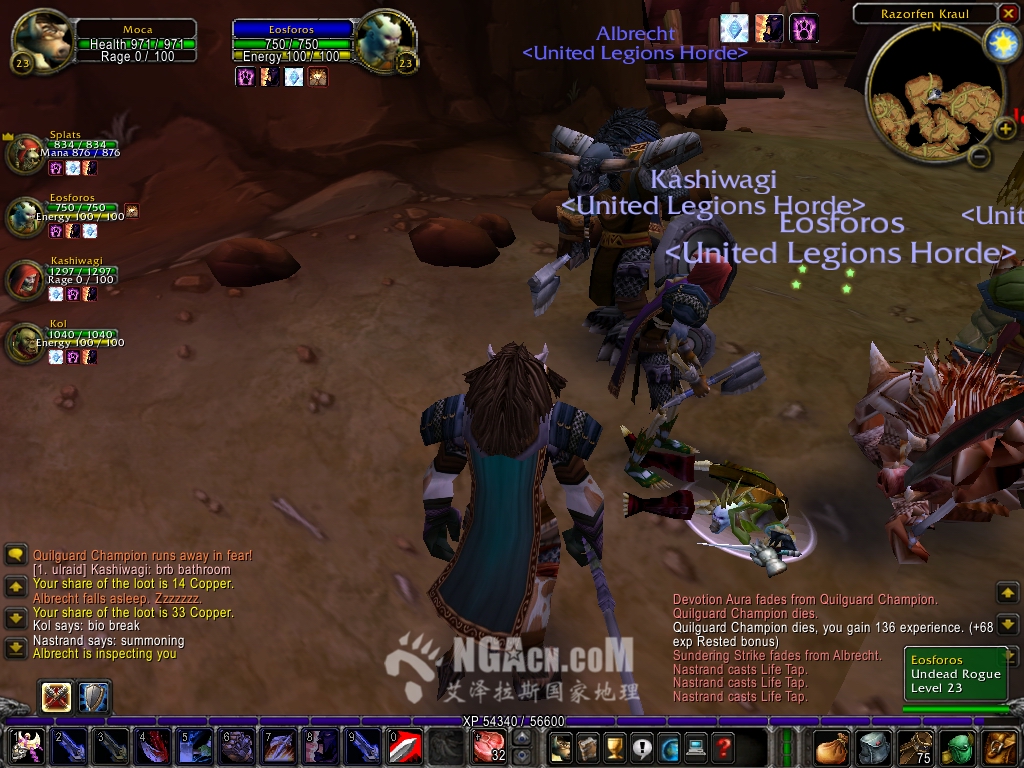 Moca
Health 971 / 971
Rage 0 / 100
23
Eosforos
750 / 750
Energy 100 / 100
23
Albrecht
<United Legions Horde>
Razorfen Kraul
N
Splats
834 / 834
Mana 876 / 876
Eosforos
750 / 750
Energy 100 / 100
Kashiwagi
1297 / 1297
Rage 0 / 100
Kol
1040 / 1040
Energy 100 / 100
Kashiwagi
<United Legions Horde>
Eosforos
<United Legions Horde>
<Unit
Quilguard Champion runs away in fear!
[1. ulraid] Kashiwagi: brb bathroom
Your share of the loot is 14 Copper.
Albrecht falls asleep. Zzzzzzz.
Your share of the loot is 33 Copper.
Kol says: bio break
Nastrand says: summoning
Albrecht is inspecting you
Devotion Aura fades from Quilguard Champion.
Quilguard Champion dies.
Quilguard Champion dies, you gain 136 experience. (+68 exp Rested bonus)
Sundering Strike fades from Albrecht.
Nastrand casts Life Tap.
Nastrand casts Life Tap.
Nastrand casts Life Tap.
Eosforos
Undead Rogue
Level 23
NGAcn.coM
艾泽拉斯国家地理
XP 54340 / 56600
1 2 3 4 5 6 7 8 9 0
32
75